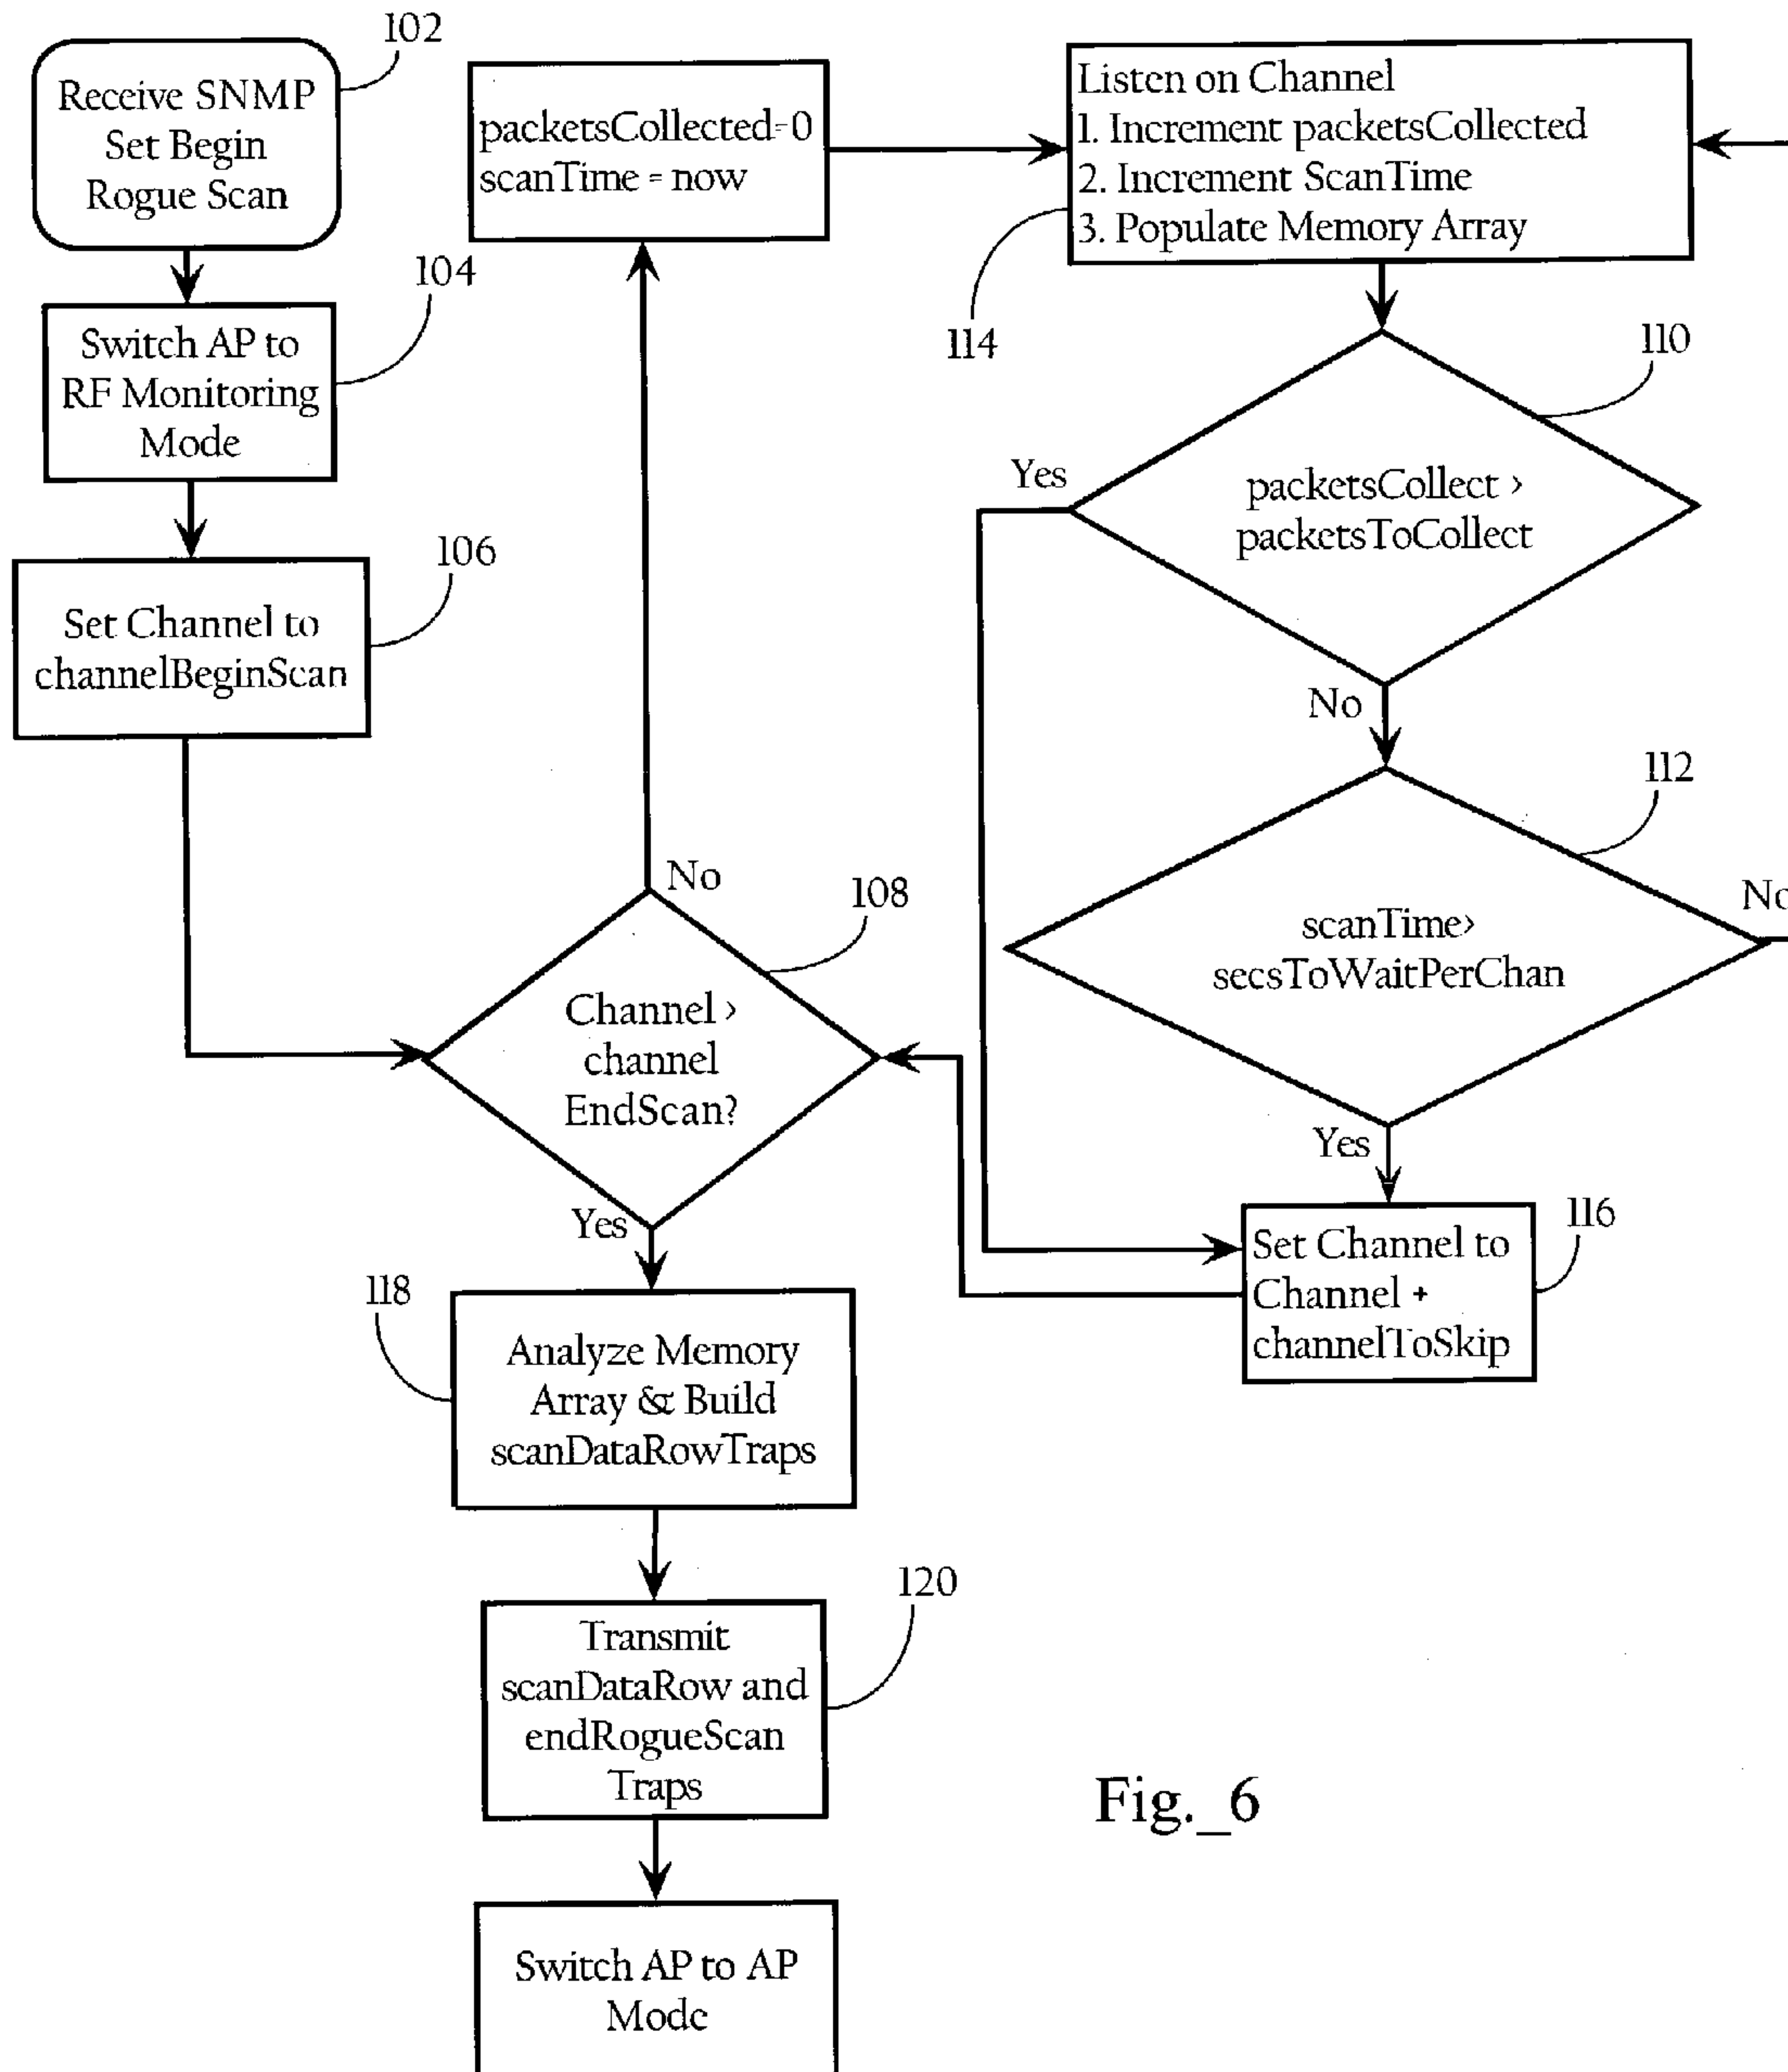 102
Receive SNMP
Set Begin
Rogue Scan
104
Switch AP to
RF Monitoring
Mode
106
Set Channel to
channelBeginScan
packetsCollected=0
scanTime = now
Listen on Channel
1. Increment packetsCollected
2. Increment ScanTime
3. Populate Memory Array
114
110
Yes
packetsCollect >
packetsToCollect
No
112
scanTime>
secsToWaitPerChan
No
Yes
116
Set Channel to
Channel +
channelToSkip
No
108
Channel >
channel
EndScan?
Yes
118
Analyze Memory
Array & Build
scanDataRowTraps
120
Transmit
scanDataRow and
endRogueScan
Traps
Switch AP to AP
Mode
Fig._6